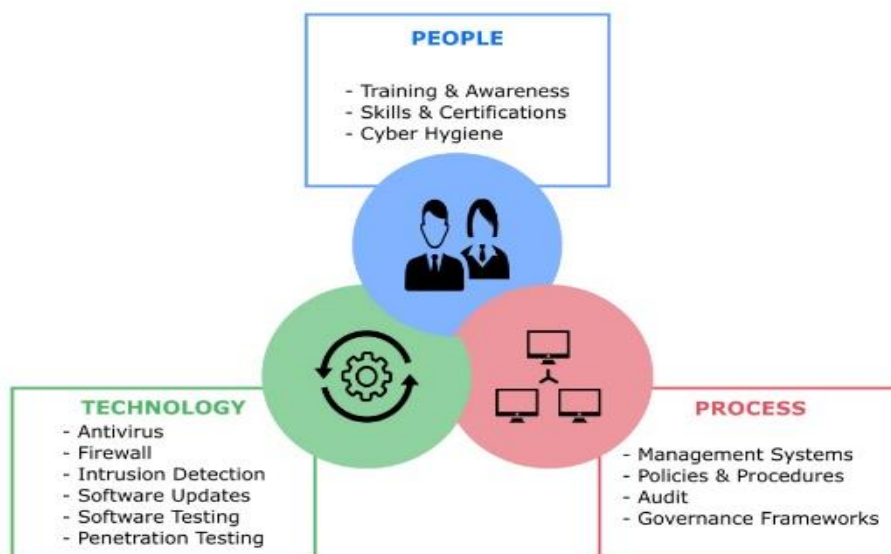 PEOPLE
- Training & Awareness
- Skills & Certifications
- Cyber Hygiene
TECHNOLOGY
- Antivirus
- Firewall
- Intrusion Detection
- Software Updates
- Software Testing
- Penetration Testing
PROCESS
- Management Systems
- Policies & Procedures
- Audit
- Governance Frameworks